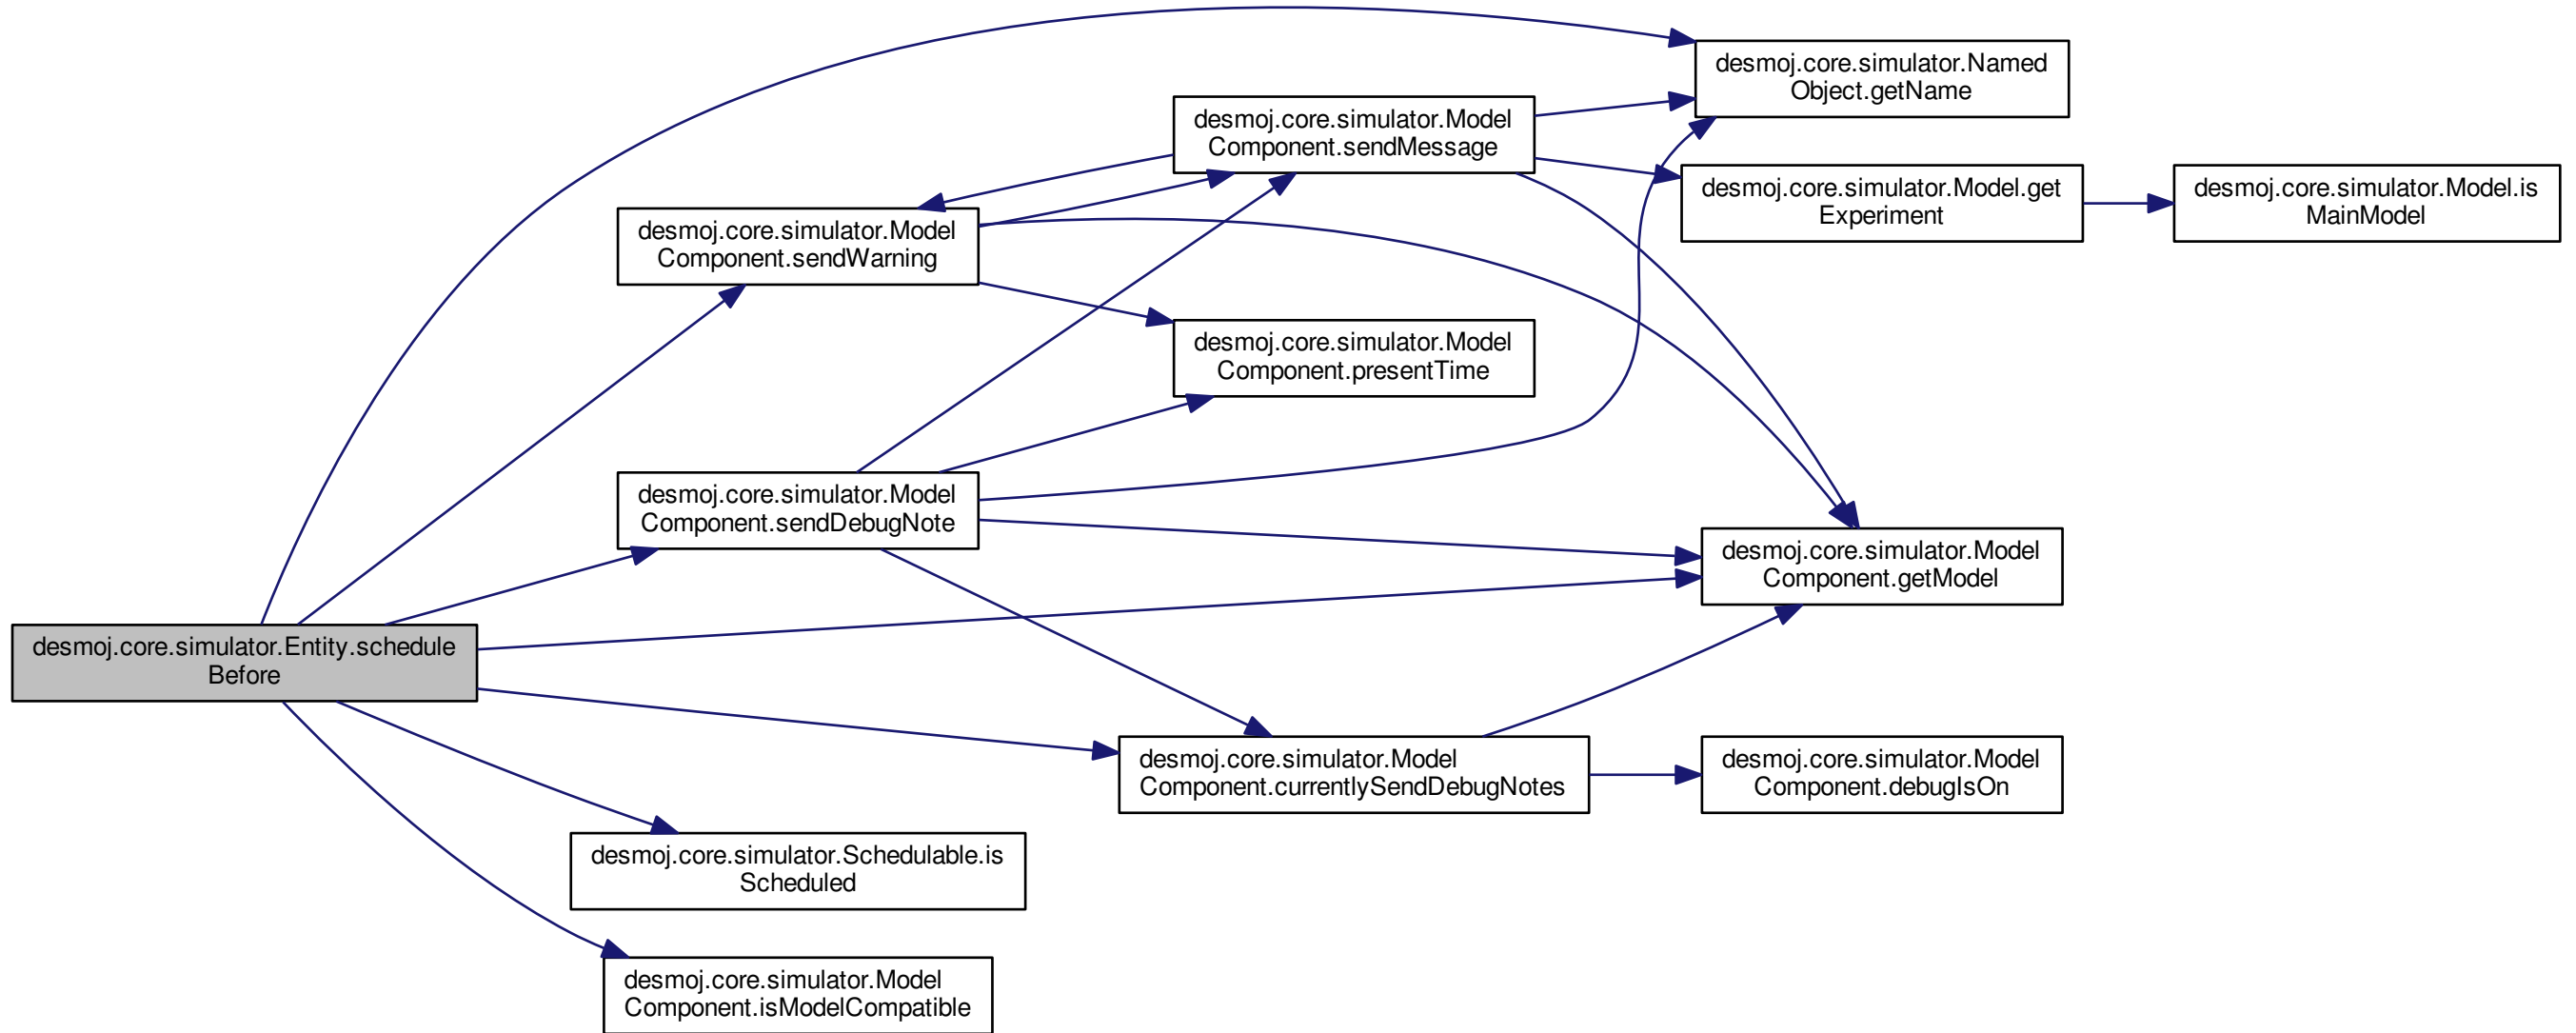 desmoj.core.simulator.Entity.schedule
Before
desmoj.core.simulator.Named
Object.getName
desmoj.core.simulator.Model
Component.sendMessage
desmoj.core.simulator.Model.get
Experiment
desmoj.core.simulator.Model.is
MainModel
desmoj.core.simulator.Model
Component.sendWarning
desmoj.core.simulator.Model
Component.presentTime
desmoj.core.simulator.Model
Component.sendDebugNote
desmoj.core.simulator.Model
Component.getModel
desmoj.core.simulator.Model
Component.currentlySendDebugNotes
desmoj.core.simulator.Model
Component.debugIsOn
desmoj.core.simulator.Schedulable.is
Scheduled
desmoj.core.simulator.Model
Component.isModelCompatible